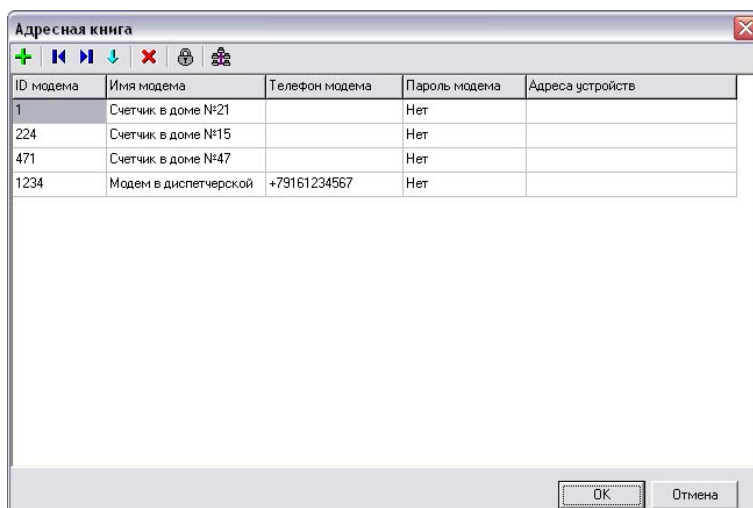 Адресная книга
ID модема Имя модема Телефон модема Пароль модема Адреса устройств
1 Счетчик в доме №21 Нет
224 Счетчик в доме №15 Нет
471 Счетчик в доме №47 Нет
1234 Модем в диспетчерской +79161234567 Нет
OK Отмена